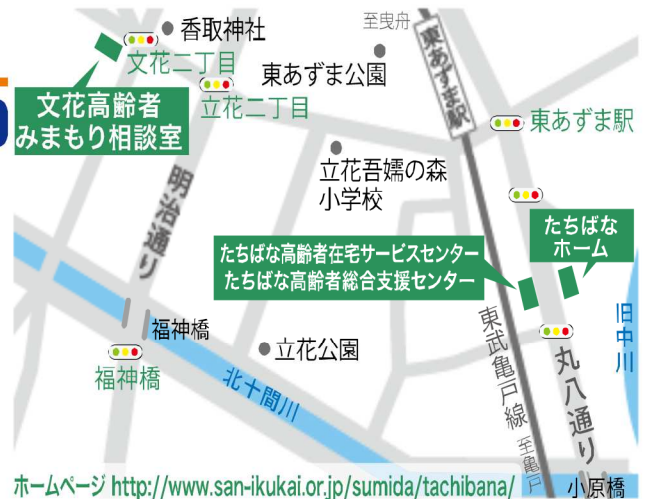 至曳舟
香取神社
文花二丁目
東あずま公園
東あずま駅
立花二丁目
文花高齢者
みまもり相談室
東あずま駅
立花吾嬬の森
小学校
明治通り
たちばな
ホーム
たちばな高齢者在宅サービスセンター
たちばな高齢者総合支援センター
旧中川
福神橋
福神橋
立花公園
東武亀戸線
丸八通り
北十間川
至亀戸
小原橋
ホームページ http://www.san-ikukai.or.jp/sumida/tachibana/